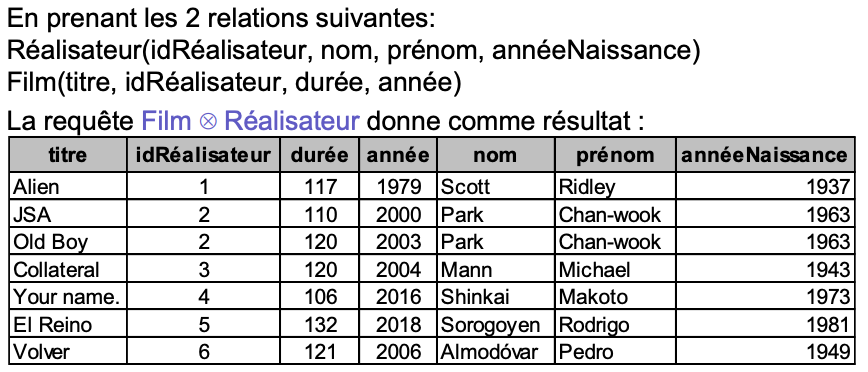 En prenant les 2 relations suivantes:
Réalisateur(idRéalisateur, nom, prénom, annéeNaissance)
Film(titre, idRéalisateur, durée, année)
La requête Film ⊗ Réalisateur donne comme résultat :
titre idRéalisateur durée année nom prénom annéeNaissance
Alien 1 117 1979 Scott Ridley 1937
JSA 2 110 2000 Park Chan-wook 1963
Old Boy 2 120 2003 Park Chan-wook 1963
Collateral 3 120 2004 Mann Michael 1943
Your name. 4 106 2016 Shinkai Makoto 1973
El Reino 5 132 2018 Sorogoyen Rodrigo 1981
Volver 6 121 2006 Almodóvar Pedro 1949